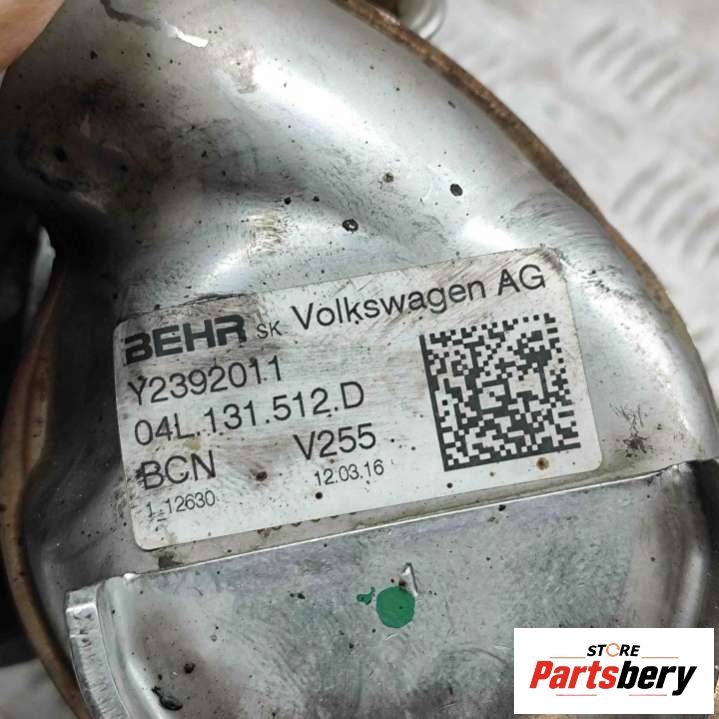 BEHR SK Volkswagen AG
Y2392011
04L.131.512.D
BCN V255
1 12630 12.03.16
STORE
Partsbery